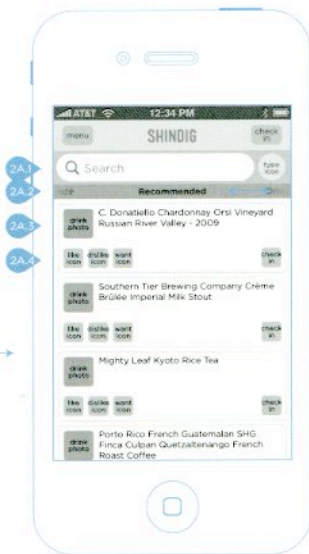 AT&T 12:34 PM
menu SHINDIG check in
2A.1 Search type icon
2A.2 Recommended
2A.3 drink photo C. Donatiello Chardonnay Orsi Vineyard
Russian River Valley - 2009
2A.4 like icon dislike icon want icon check in
drink photo Southern Tier Brewing Company Crème
Brûlée Imperial Milk Stout
like icon dislike icon want icon check in
drink photo Mighty Leaf Kyoto Rice Tea
like icon dislike icon want icon check in
drink photo Porto Rico French Guatemalan SHG
Finca Culpan Quetzaltenango French
Roast Coffee